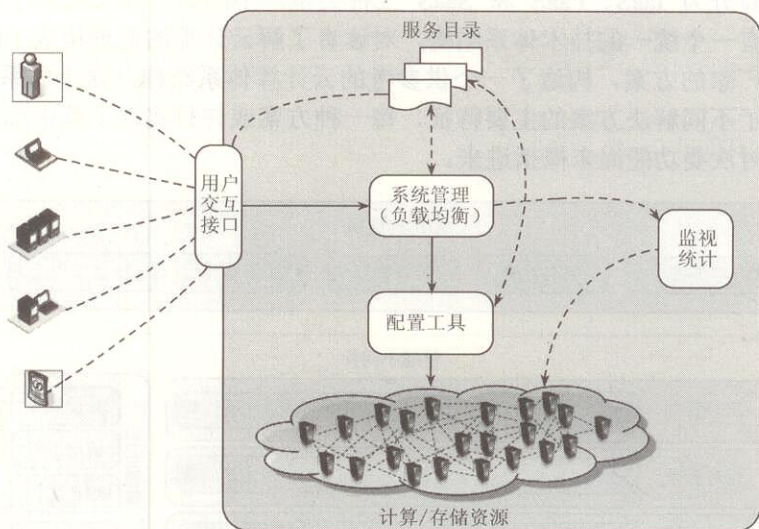 服务目录
用户
交互
接口
系统管理
(负载均衡)
监视
统计
配置工具
计算/存储资源